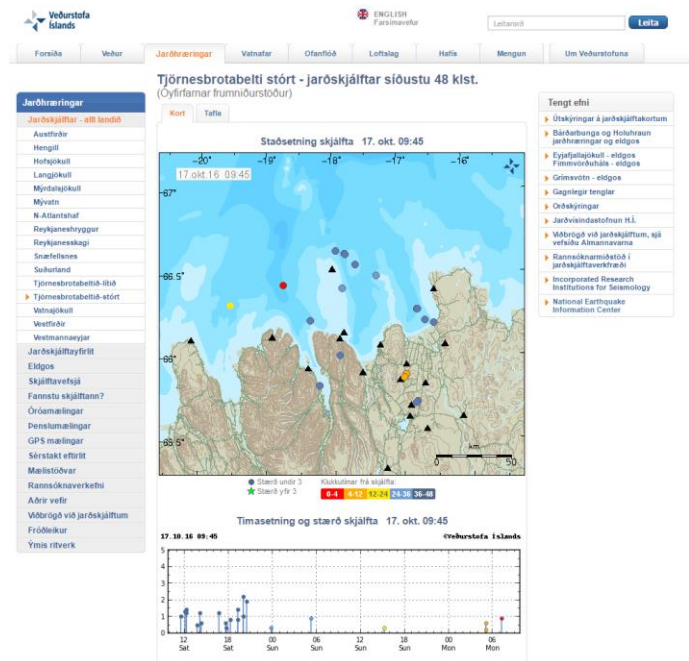 Veðurstofa
Íslands
ENGLISH
Farsímavefur
Leitarorð
Leita
Forsíða
Veður
Jarðhræringar
Vatnafar
Ofanflóð
Loftslag
Hafís
Mengun
Um Veðurstofuna
Jarðhræringar
Jarðskjálftar - allt landið
Austfirðir
Hengill
Hofsjökull
Langjökull
Mýrdalsjökull
Mývatn
N-Atlantshaf
Reykjaneshryggur
Reykjanesskagi
Snæfellsnes
Suðurland
Tjörnesbrotabeltið-litið
Tjörnesbrotabeltið-stórt
Vatnajökull
Vestfirðir
Vestmannaeyjar
Jarðskjálftayfirlit
Eldgos
Skjálftavefsjá
Fannstu skjálftann?
Óróamælingar
Þenslumælingar
GPS mælingar
Sérstakt eftirlit
Mælistöðvar
Rannsóknaverkefni
Aðrir vefir
Viðbrögð við jarðskjálftum
Fróðleikur
Ýmis ritverk
Tjörnesbrotabelti stórt - jarðskjálftar síðustu 48 klst.
(Óyfirfarnar frumniðurstöður)
Kort
Tafla
Staðsetning skjálfta 17. okt. 09:45
-20°
-19°
-18°
-17°
-16°
17.okt.16 09:45
67°
66.5°
66°
65.5°
km
0
50
Stærð undir 3
Stærð yfir 3
Klukkutímar frá skjálfta:
0-4 4-12 12-24 24-36 36-48
Tímasetning og stærð skjálfta 17. okt. 09:45
17.10.16 09:45
©Veðurstofa Íslands
5
4
3
2
1
0
12 18 00 06 12 18 00 06
Sat Sat Sun Sun Sun Sun Mon Mon
Tengt efni
Útskýringar á jarðskjálftakortum
Bárðarbunga og Holuhraun
jarðhræringar og eldgos
Eyjafjallajökull - eldgos
Fimmvörðuháls - eldgos
Grímsvötn - eldgos
Gagnlegir tenglar
Orðskýringar
Jarðvísindastofnun H.Í.
Viðbrögð við jarðskjálftum, sjá
vefsíðu Almannavarna
Rannsóknarmiðstöð í
jarðskjálftaverkfræði
Incorporated Research
Institutions for Seismology
National Earthquake
Information Center